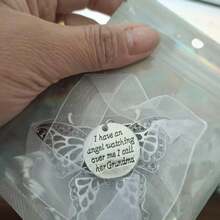 I have an
angel watching
over me I call
her Grandma